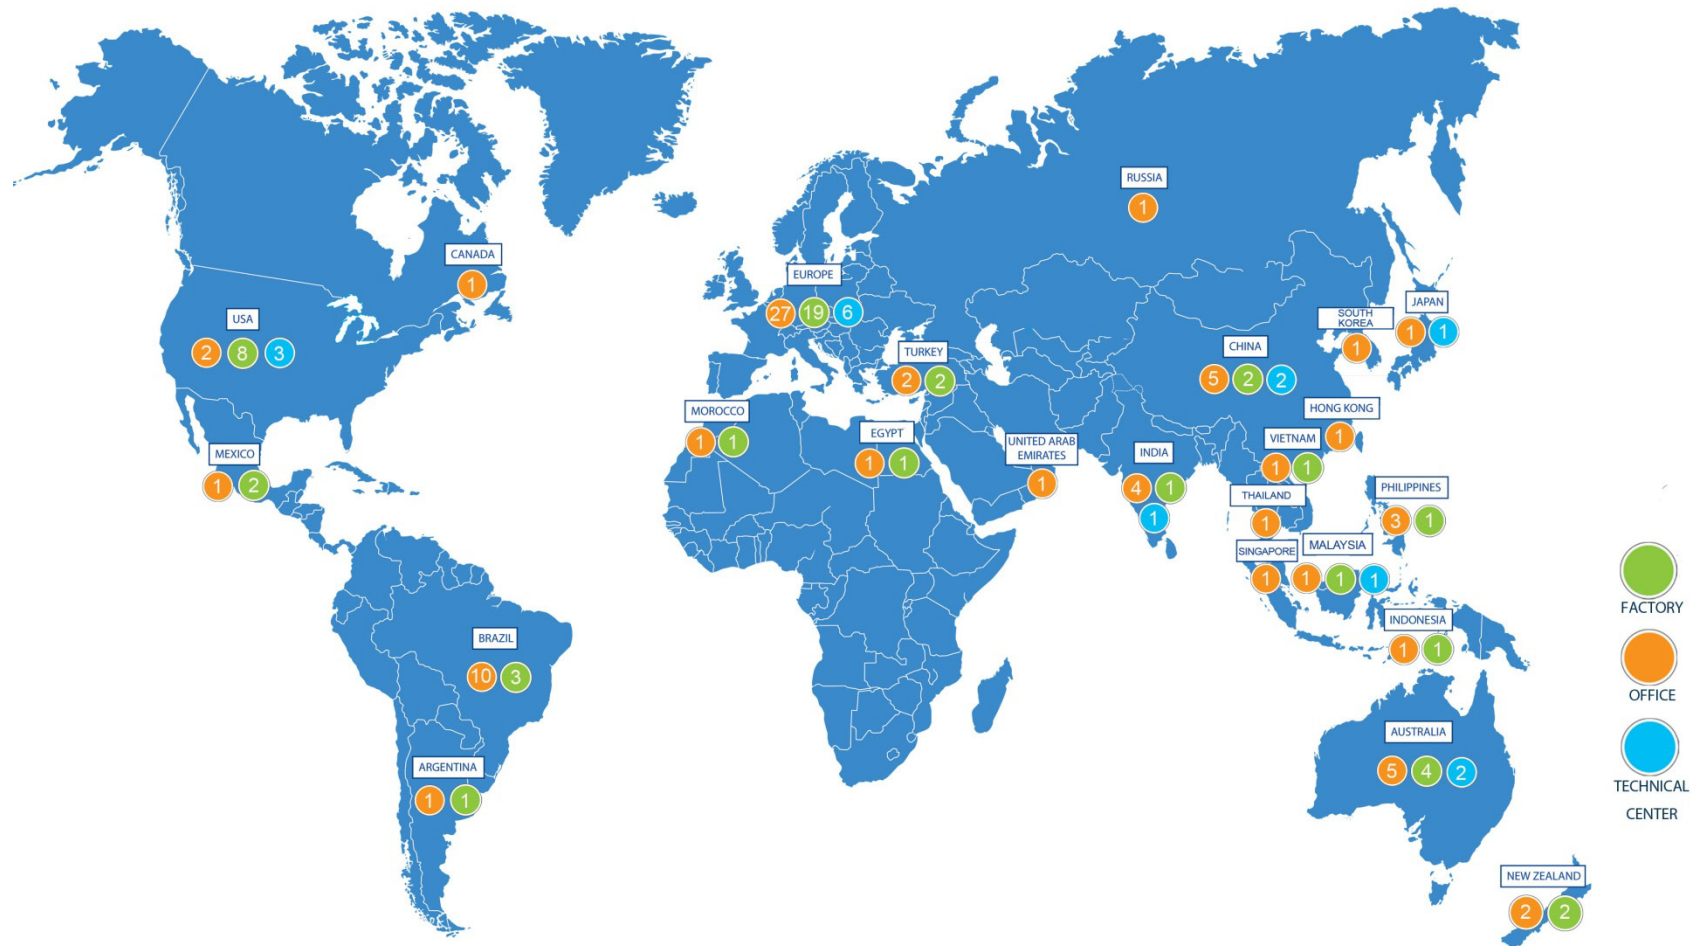 RUSSIA
1
CANADA
1
EUROPE
27 19 6
USA
2 8 3
JAPAN
1 1
SOUTH
KOREA
1
CHINA
5 2 2
TURKEY
2 2
MOROCCO
1 1
HONG KONG
1
EGYPT
1 1
UNITED ARAB
EMIRATES
1
INDIA
4 1
1
VIETNAM
1 1
MEXICO
1 2
THAILAND
1
PHILIPPINES
3 1
SINGAPORE
1
MALAYSIA
1 1 1
INDONESIA
1 1
BRAZIL
10 3
AUSTRALIA
5 4 2
ARGENTINA
1 1
NEW ZEALAND
2 2
FACTORY
OFFICE
TECHNICAL
CENTER